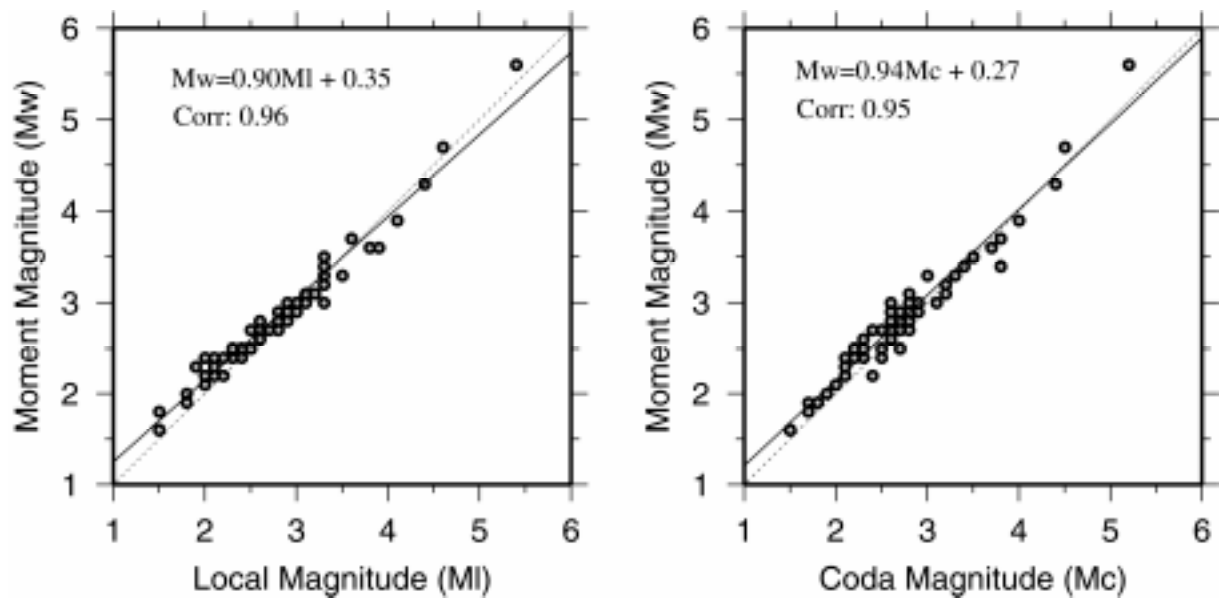 Mw=0.90Ml + 0.35
Corr: 0.96
Moment Magnitude (Mw)
6
5
4
3
2
1
1 2 3 4 5 6
Local Magnitude (Ml)
Mw=0.94Mc + 0.27
Corr: 0.95
Moment Magnitude (Mw)
6
5
4
3
2
1
1 2 3 4 5 6
Coda Magnitude (Mc)